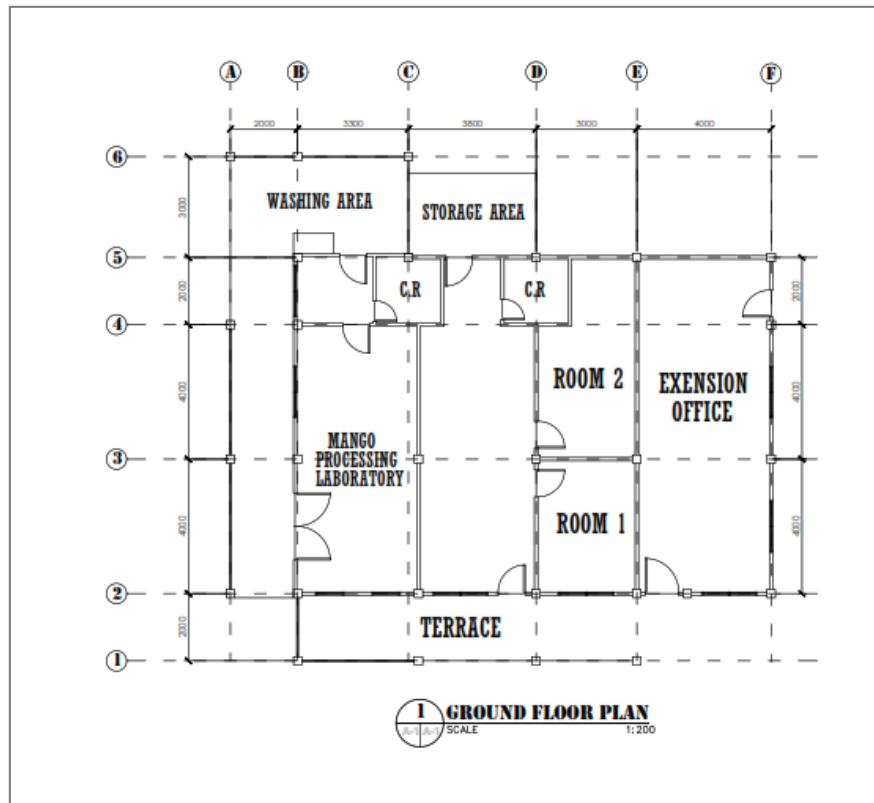 A B C D E F
2000 3300 3800 3000 4000
6
WASHING AREA
STORAGE AREA
3000
5
C.R
C.R
2000
2000
4
ROOM 2
EXENSION
OFFICE
4000
4000
MANGO
PROCESSING
LABORATORY
3
ROOM 1
4000
4000
2
TERRACE
2000
1
1 GROUND FLOOR PLAN
A-1 A-1 SCALE 1:200